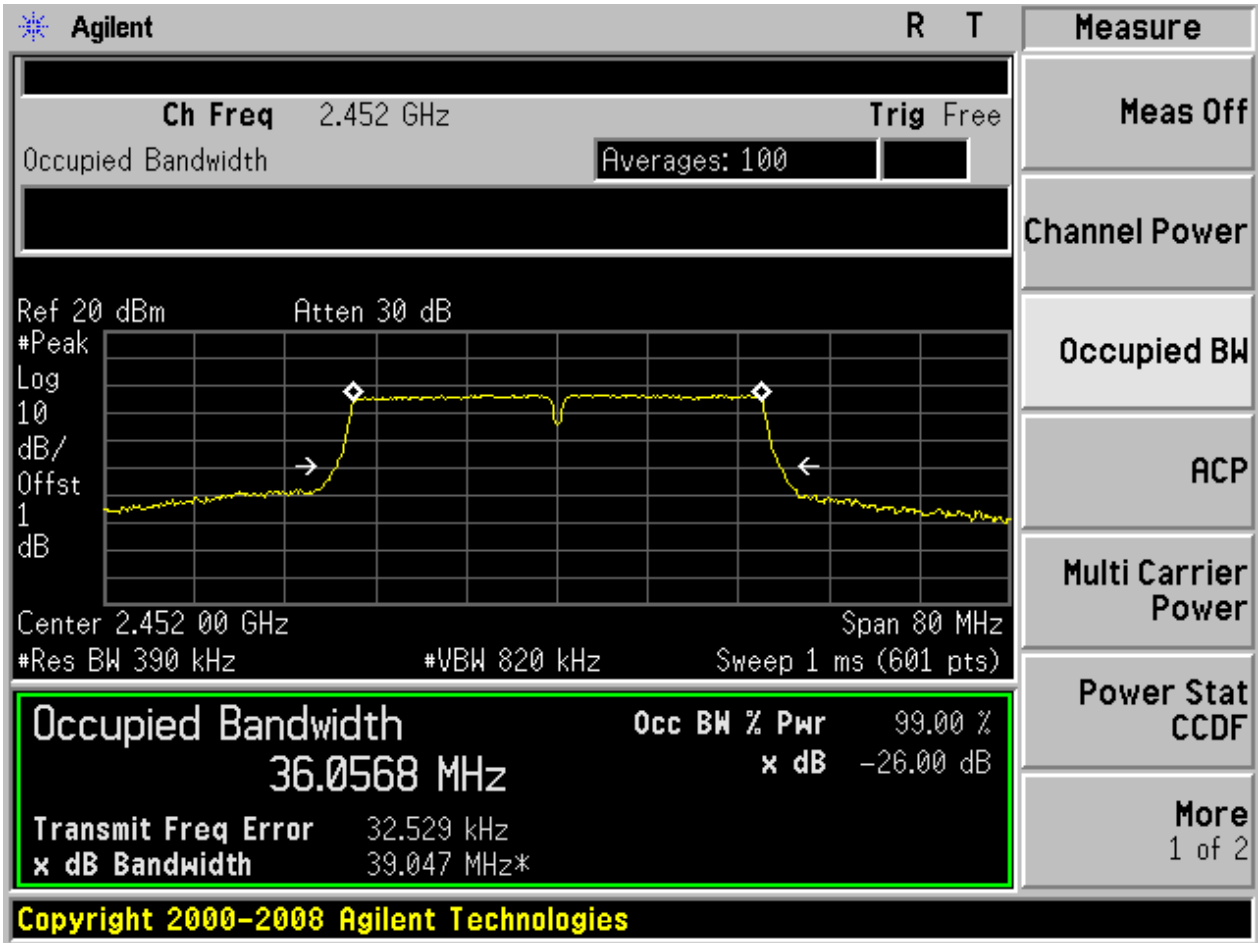 Agilent R T
Measure
Ch Freq 2.452 GHz Trig Free
Occupied Bandwidth Averages: 100
Meas Off
Channel Power
Occupied BW
ACP
Multi Carrier
Power
Power Stat
CCDF
More
1 of 2
Ref 20 dBm Atten 30 dB
#Peak
Log
10
dB/
Offst
1
dB
Center 2.452 00 GHz Span 80 MHz
#Res BW 390 kHz #VBW 820 kHz Sweep 1 ms (601 pts)
Occupied Bandwidth Occ BW % Pwr 99.00 %
36.0568 MHz x dB -26.00 dB
Transmit Freq Error 32.529 kHz
x dB Bandwidth 39.047 MHz*
Copyright 2000-2008 Agilent Technologies